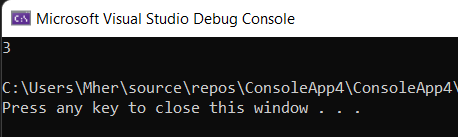 Microsoft Visual Studio Debug Console
3
C:\Users\Mher\source\repos\ConsoleApp4\ConsoleApp4\
Press any key to close this window . . .